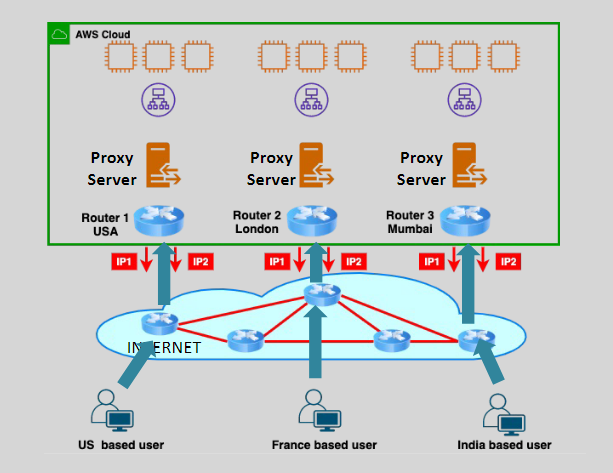 AWS Cloud
Proxy
Server
Proxy
Server
Proxy
Server
Router 1
USA
Router 2
London
Router 3
Mumbai
IP1
IP2
IP1
IP2
IP1
IP2
INTERNET
US based user
France based user
India based user